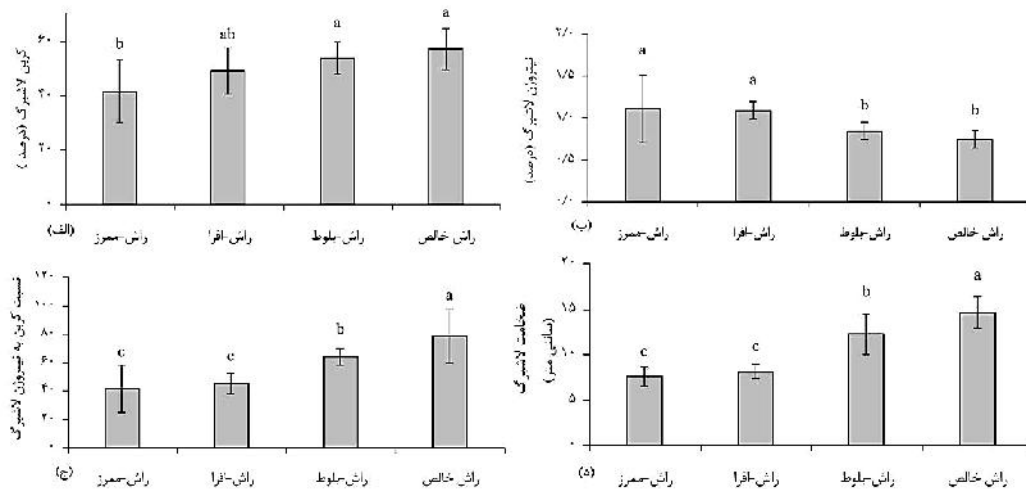 کربن لاشبرگ (درصد)
۶۰
۴۰
۲۰
۰
b ab a a
راش-ممرز راش-افرا راش-بلوط راش خالص
(الف)
نیتروژن لاشبرگ (درصد)
۲/۰
۱/۵
۱/۰
۰/۵
۰/۰
a a b b
راش-ممرز راش-افرا راش-بلوط راش خالص
(ب)
نسبت کربن به نیتروژن لاشبرگ
۱۲۰
۱۰۰
۸۰
۶۰
۴۰
۲۰
۰
c c b a
راش-ممرز راش-افرا راش-بلوط راش خالص
(ج)
ضخامت لاشبرگ
(سانتی متر)
۲۰
۱۵
۱۰
۵
۰
c c b a
راش-ممرز راش-افرا راش-بلوط راش خالص
(د)